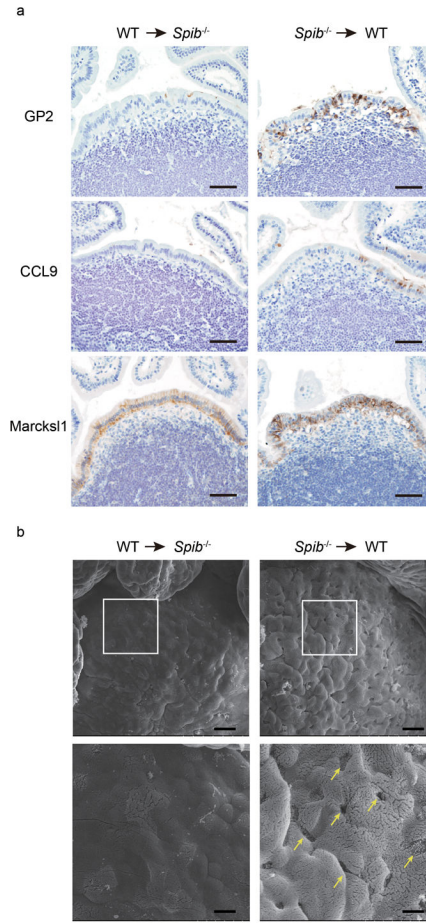 a
WT → Spib-/- Spib-/- → WT
GP2
CCL9
Marcksl1
b
WT → Spib-/- Spib-/- → WT